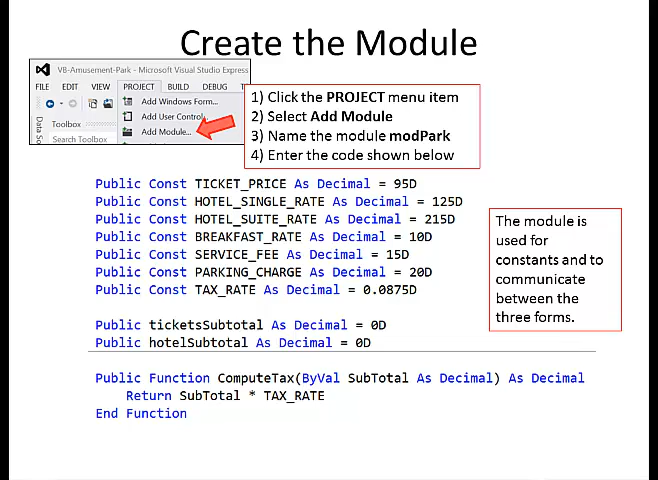 Create the Module
VB-Amusement-Park - Microsoft Visual Studio Express
FILE EDIT VIEW PROJECT BUILD DEBUG
Toolbox
Search Toolbox
Add Windows Form...
Add User Control...
Add Module...
1) Click the PROJECT menu item
2) Select Add Module
3) Name the module modPark
4) Enter the code shown below
Public Const TICKET_PRICE As Decimal = 95D
Public Const HOTEL_SINGLE_RATE As Decimal = 125D
Public Const HOTEL_SUITE_RATE As Decimal = 215D
Public Const BREAKFAST_RATE As Decimal = 10D
Public Const SERVICE_FEE As Decimal = 15D
Public Const PARKING_CHARGE As Decimal = 20D
Public Const TAX_RATE As Decimal = 0.0875D
Public ticketsSubtotal As Decimal = 0D
Public hotelSubtotal As Decimal = 0D
Public Function ComputeTax(ByVal SubTotal As Decimal) As Decimal
Return SubTotal * TAX_RATE
End Function
The module is
used for
constants and to
communicate
between the
three forms.